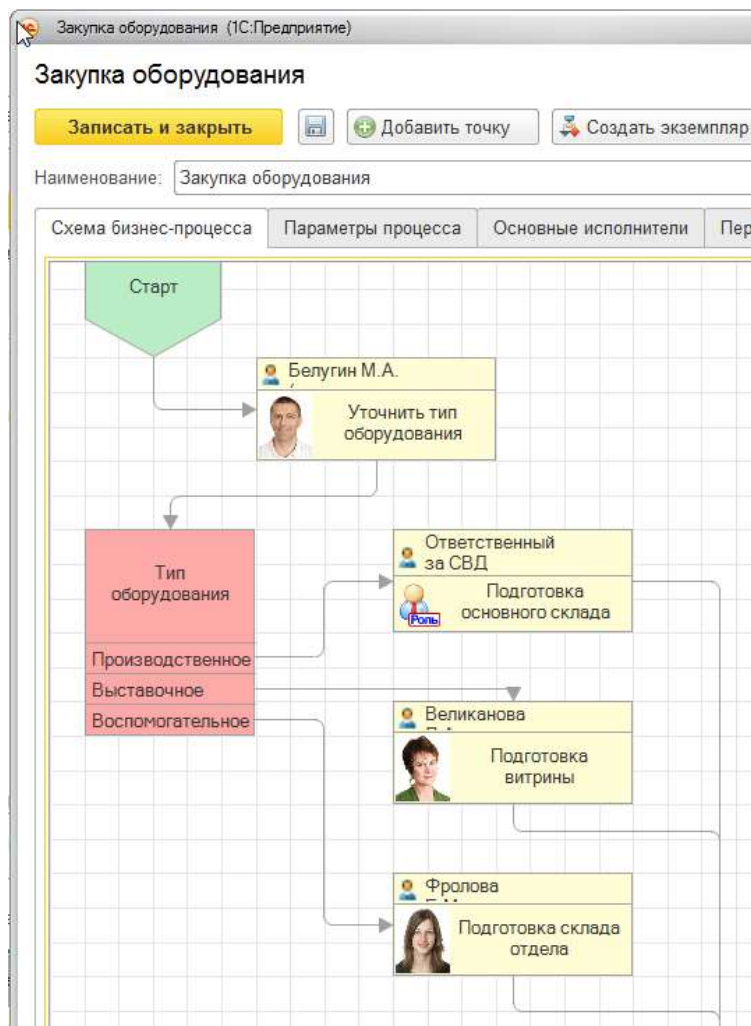 Закупка оборудования (1С:Предприятие)
Закупка оборудования
Записать и закрыть
Добавить точку
Создать экземпляр
Наименование:
Закупка оборудования
Схема бизнес-процесса
Параметры процесса
Основные исполнители
Старт
Белугин М.А.
Уточнить тип
оборудования
Тип
оборудования
Производственное
Выставочное
Воспомогательное
Ответственный
за СВД
Роль
Подготовка
основного склада
Великанова
Подготовка
витрины
Фролова
Подготовка склада
отдела